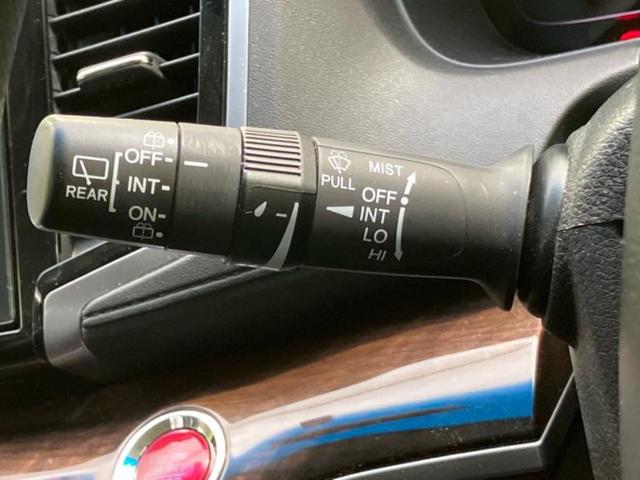 OFF
INT
REAR
ON
PULL
MIST
OFF
INT
LO
HI